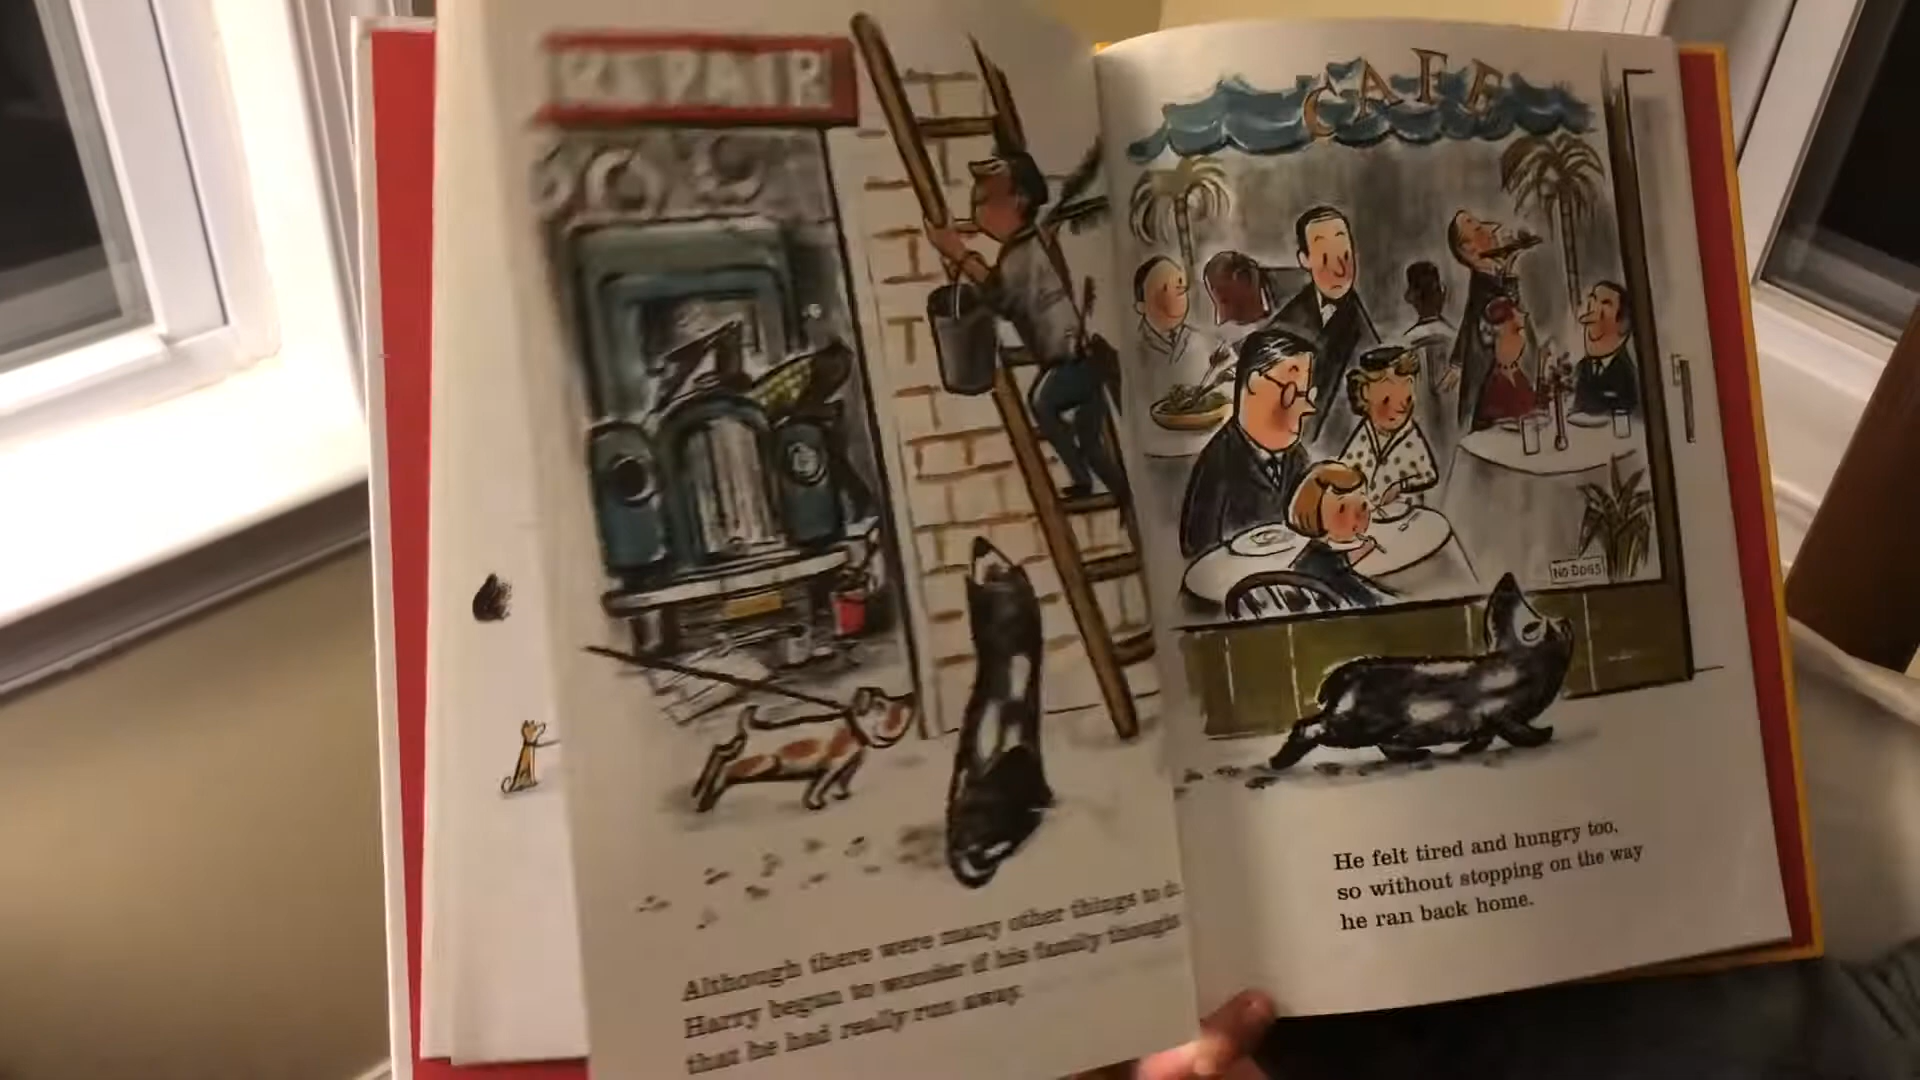 REPAIR
Although there were many other things to do
Harry began to wonder if his family thought
that he had really run away.
CAFE
NO DOGS
He felt tired and hungry too,
so without stopping on the way
he ran back home.